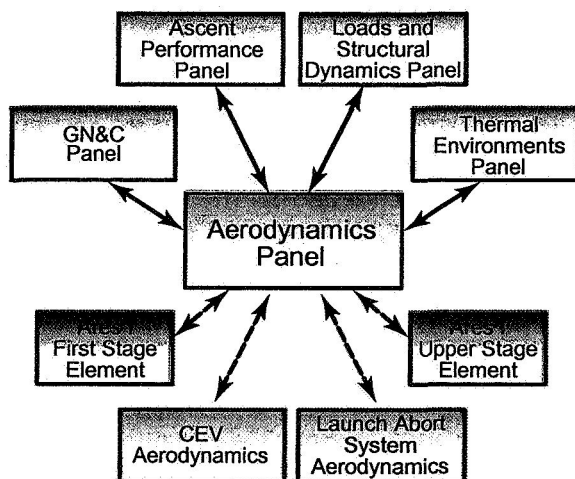 Ascent
Performance
Panel
Loads and
Structural
Dynamics Panel
GN&C
Panel
Thermal
Environments
Panel
Aerodynamics
Panel
Ares I
First Stage
Element
Ares I
Upper Stage
Element
CEV
Aerodynamics
Launch Abort
System
Aerodynamics